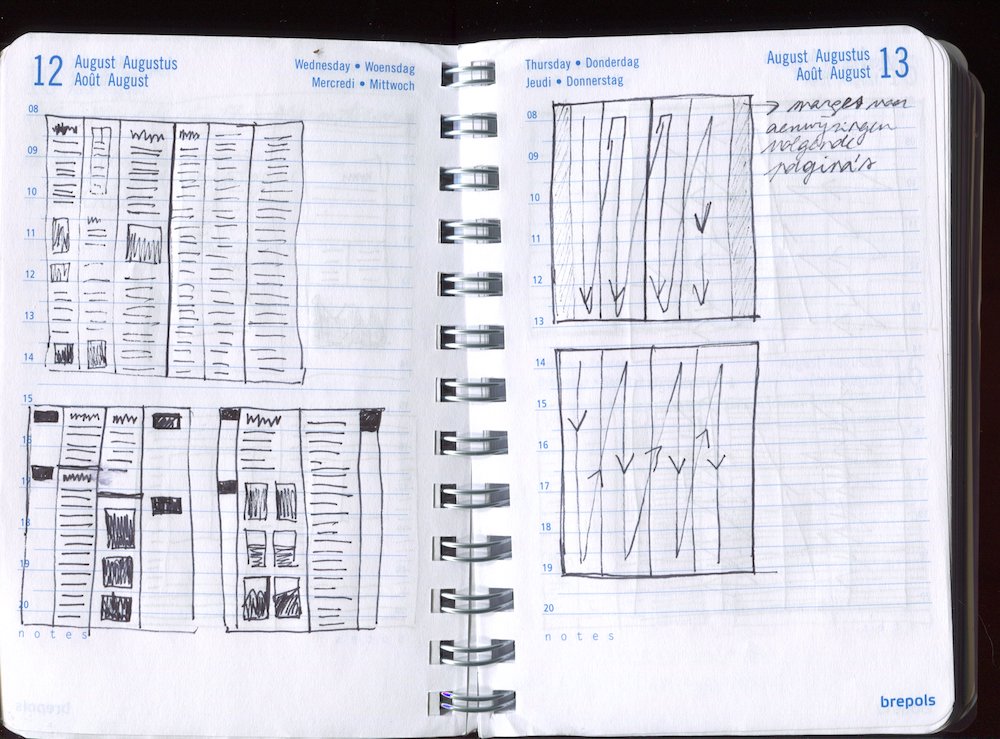 12
August Augustus
Août August
Wednesday • Woensdag
Mercredi • Mittwoch
08
09
10
11
12
13
14
15
16
17
18
19
20
notes
Thursday • Donderdag
Jeudi • Donnerstag
August Augustus
Août August
13
08
09
10
11
12
13
14
15
16
17
18
19
20
notes
> marges voor
aanwijzingen
volgende
pagina's
brepols